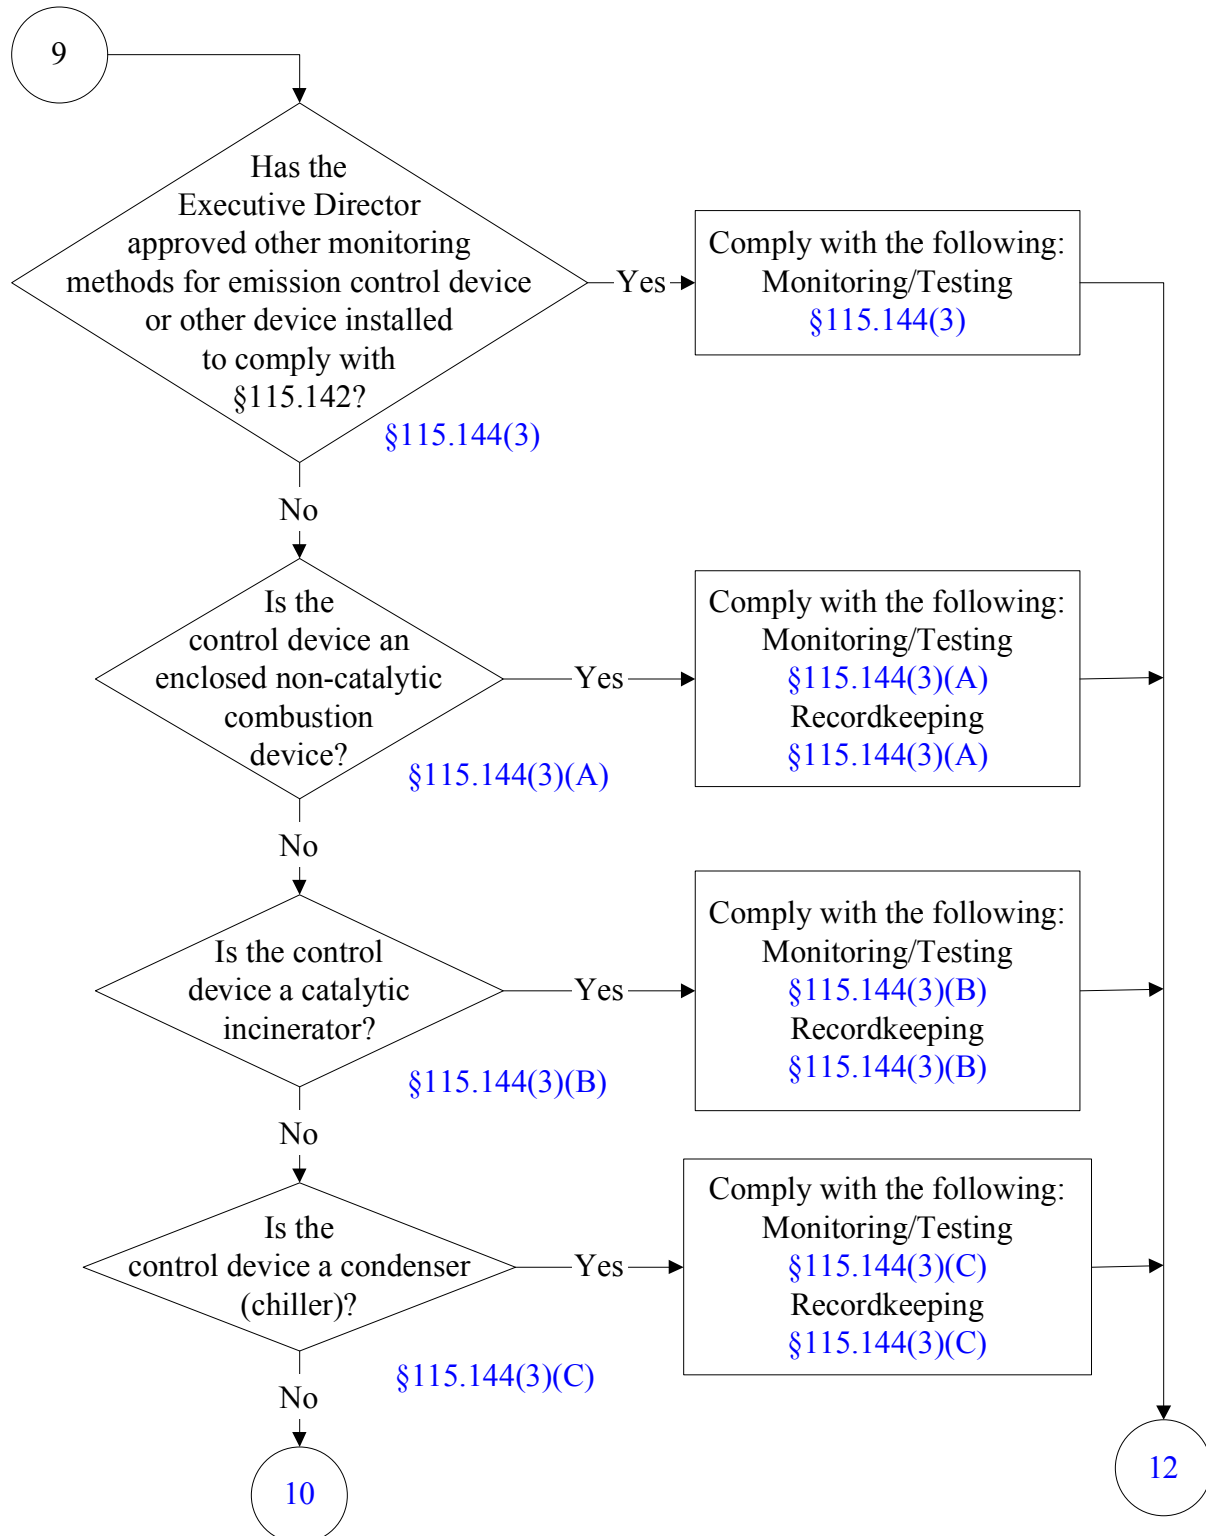 9
Has the
Executive Director
approved other monitoring
methods for emission control device
or other device installed
to comply with
§115.142?
§115.144(3)
Yes
Comply with the following:
Monitoring/Testing
§115.144(3)
No
Is the
control device an
enclosed non-catalytic
combustion
device?
§115.144(3)(A)
Yes
Comply with the following:
Monitoring/Testing
§115.144(3)(A)
Recordkeeping
§115.144(3)(A)
No
Is the control
device a catalytic
incinerator?
§115.144(3)(B)
Yes
Comply with the following:
Monitoring/Testing
§115.144(3)(B)
Recordkeeping
§115.144(3)(B)
No
Is the
control device a condenser
(chiller)?
§115.144(3)(C)
Yes
Comply with the following:
Monitoring/Testing
§115.144(3)(C)
Recordkeeping
§115.144(3)(C)
No
10
12